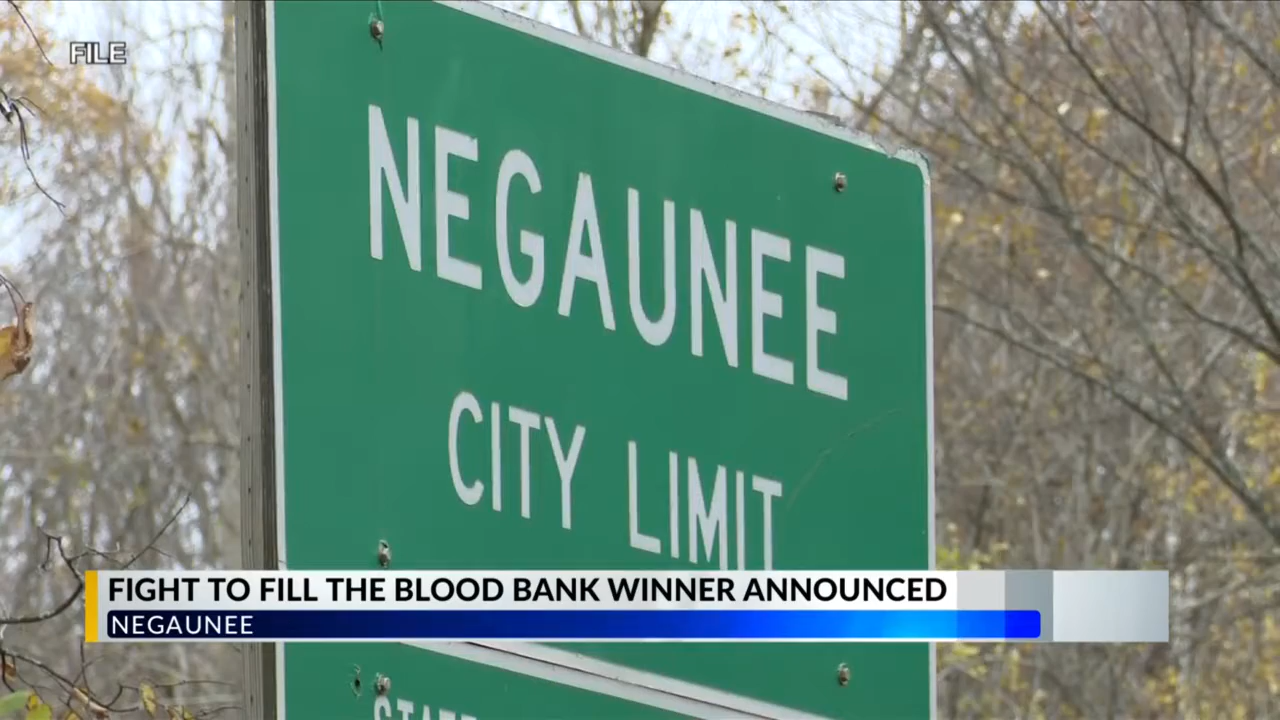 FILE
NEGAUNEE
CITY LIMIT
FIGHT TO FILL THE BLOOD BANK WINNER ANNOUNCED
NEGAUNEE